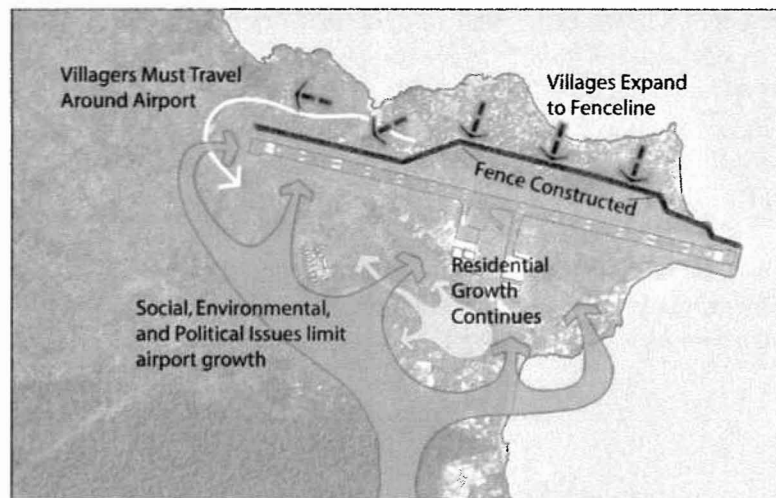 Villagers Must Travel
Around Airport
Villages Expand
to Fenceline
Fence Constructed
Residential
Growth
Continues
Social, Environmental,
and Political Issues limit
airport growth